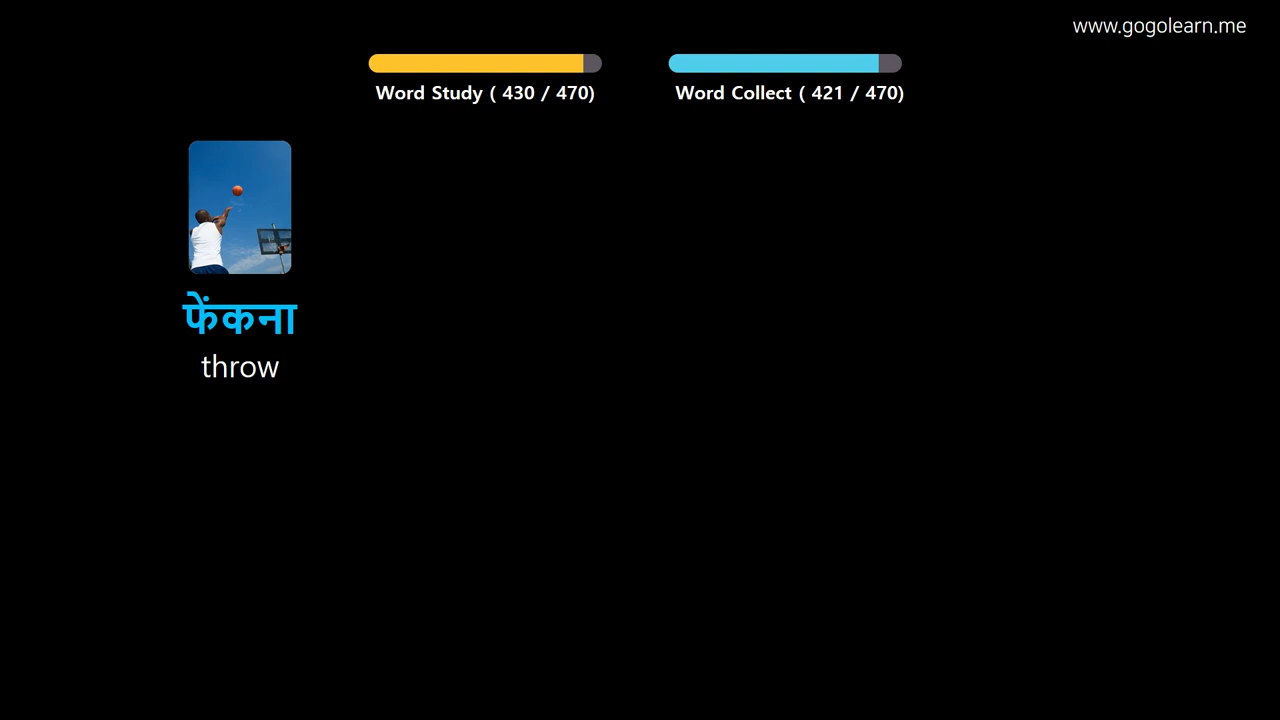 www.gogolearn.me
Word Study ( 430 / 470)
Word Collect ( 421 / 470)
फेंकना
throw